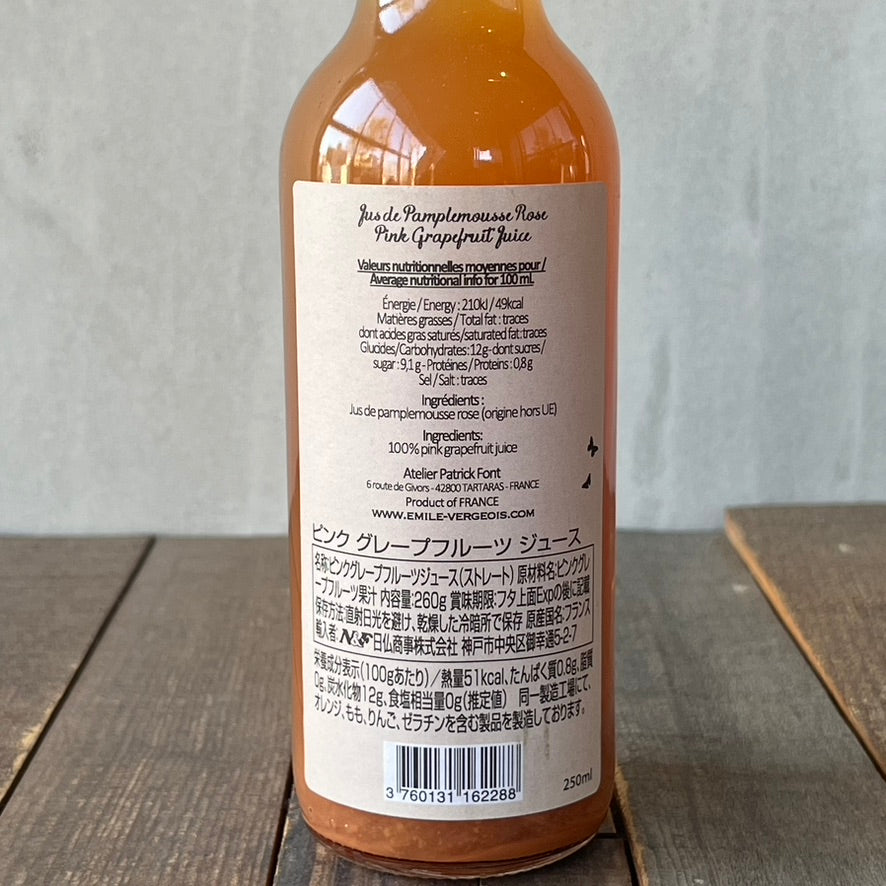 Jus de Pamplemousse Rose
Pink Grapefruit Juice
Valeurs nutritionnelles moyennes pour /
Average nutritional info for 100 ml.
Énergie / Energy : 210kJ / 49kcal
Matières grasses / Total fat : traces
dont acides gras saturés/saturated fat:traces
Glucides/Carbohydrates : 12g- dont sucres /
sugar : 9,1 g - Protéines / Proteins : 0,8 g
Sel / Salt : traces
Ingrédients :
Jus de pamplemousse rose (origine hors UE)
Ingredients:
100% pink grapefruit juice
Atelier Patrick Font
6 route de Givors - 42800 TARTARAS - FRANCE
Product of FRANCE
WWW.EMILE-VERGEOIS.COM
ピンク グレープフルーツ ジュース
名称:ピンクグレープフルーツジュース(ストレート) 原材料名:ピンクグレ
ープフルーツ果汁 内容量:260g 賞味期限:フタ上面Expの後に記載
保存方法:直射日光を避け、乾燥した冷暗所で保存 原産国名:フランス
輸入者:N&F 日仏商事株式会社 神戸市中央区御幸通5-2-7
栄養成分表示(100gあたり)/熱量51kcal、たんぱく質0.8g、脂質
0g、炭水化物12g、食塩相当量0g(推定値) 同一製造工場にて、
オレンジ、もも、りんご、ゼラチンを含む製品を製造しております。
3 760131 162288
250ml